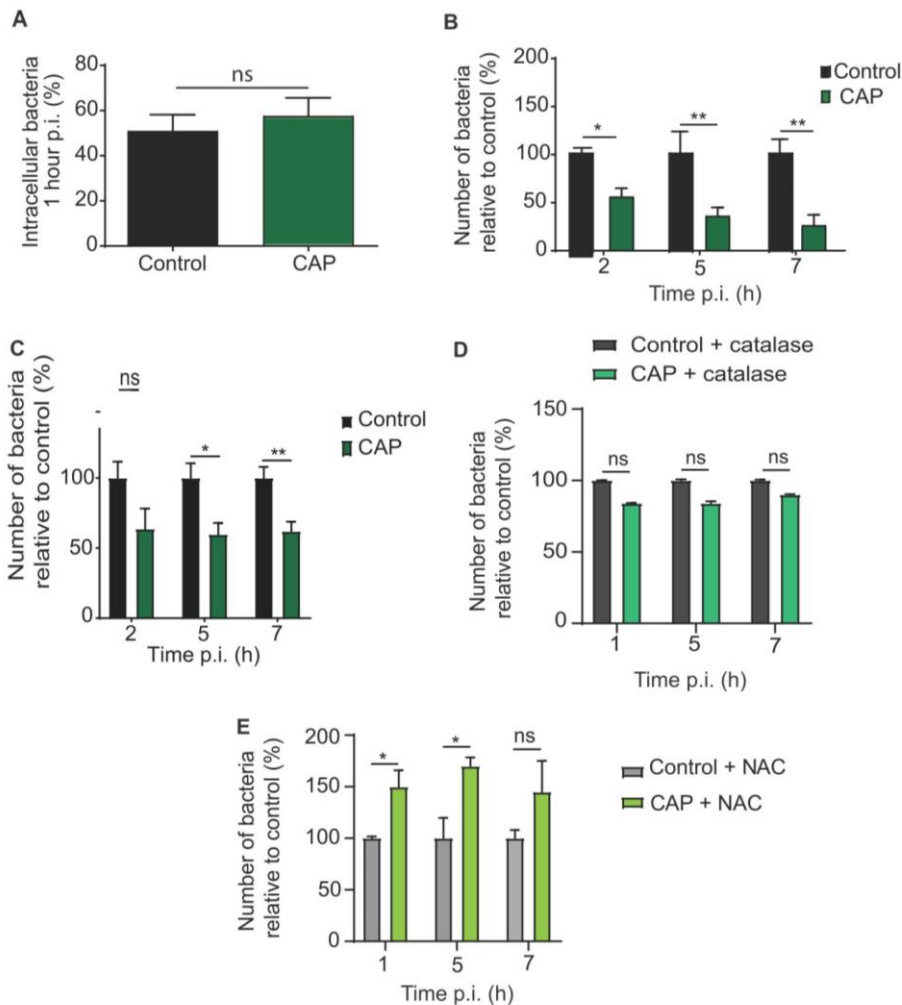 A
Intracellular bacteria
1 hour p.i. (%)
80
60
40
20
0
ns
Control
CAP
B
Number of bacteria
relative to control (%)
200
150
100
50
0
*
**
**
Control
CAP
2
5
7
Time p.i. (h)
C
Number of bacteria
relative to control (%)
100
50
0
ns
*
**
Control
CAP
2
5
7
Time p.i. (h)
D
Control + catalase
CAP + catalase
Number of bacteria
relative to control (%)
150
100
50
0
ns
ns
ns
1
5
7
Time p.i. (h)
E
Number of bacteria
relative to control (%)
200
150
100
50
0
*
*
ns
Control + NAC
CAP + NAC
1
5
7
Time p.i. (h)